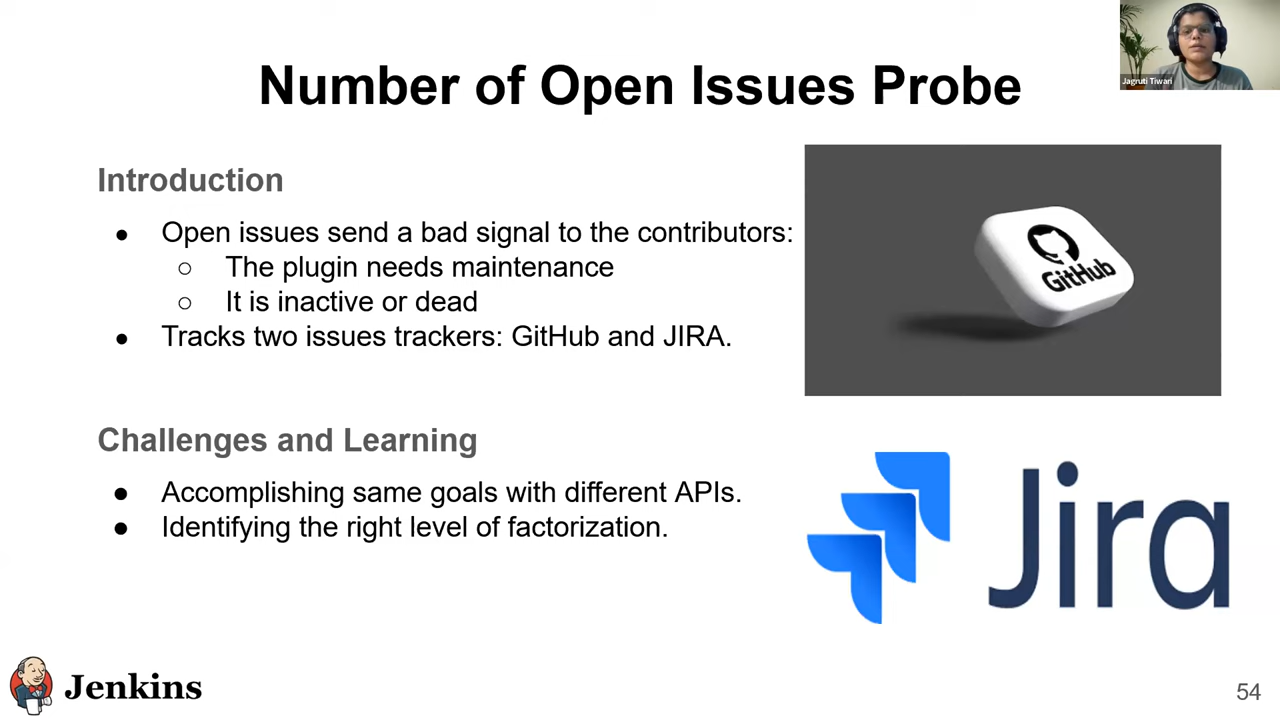 Jagruti Tiwari
Number of Open Issues Probe
Introduction
● Open issues send a bad signal to the contributors:
○ The plugin needs maintenance
○ It is inactive or dead
● Tracks two issues trackers: GitHub and JIRA.
GitHub
Challenges and Learning
● Accomplishing same goals with different APIs.
● Identifying the right level of factorization.
Jira
Jenkins
54